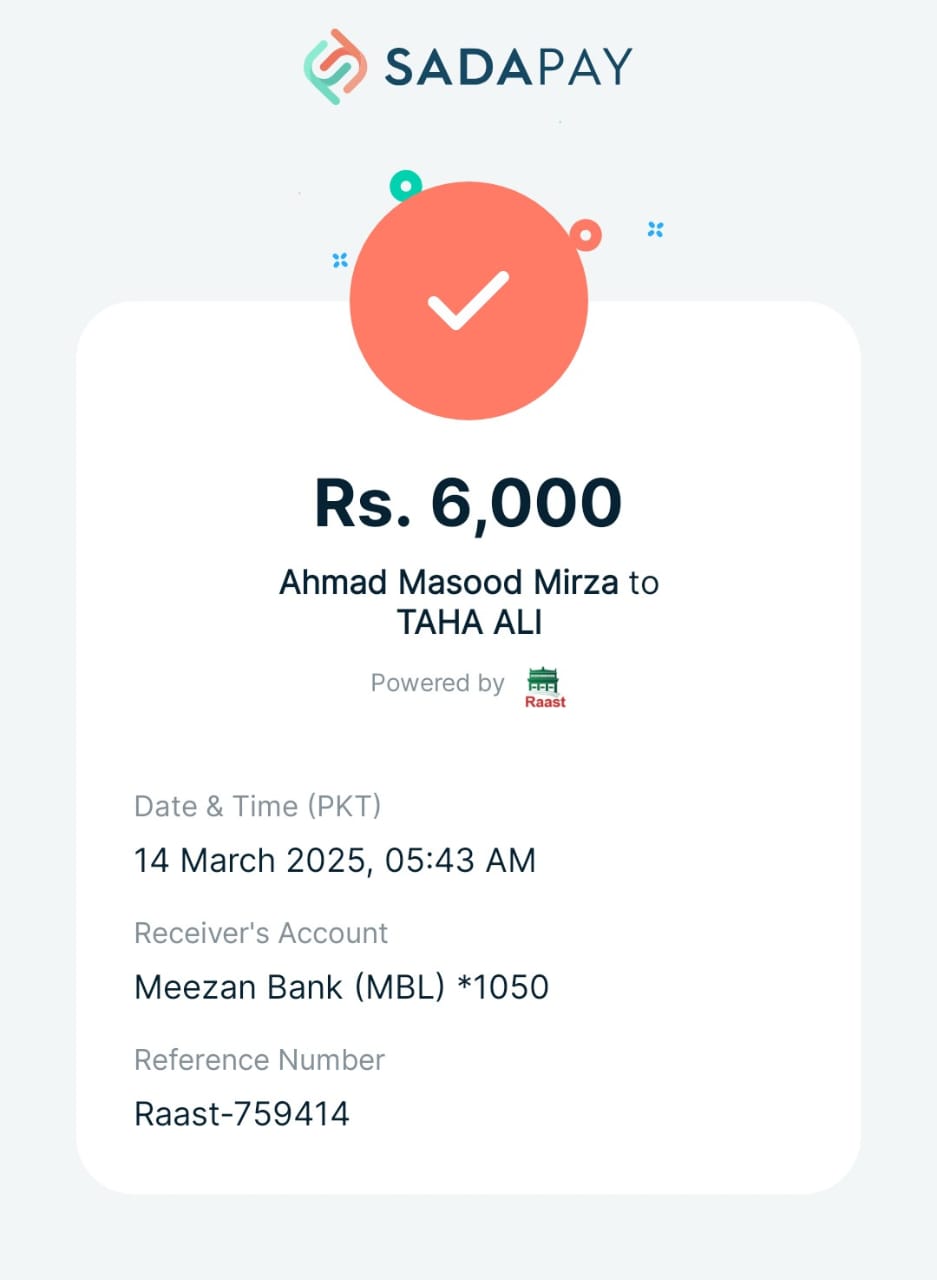 SADAPAY
Rs. 6,000
Ahmad Masood Mirza to
TAHA ALI
Powered by Raast
Date & Time (PKT)
14 March 2025, 05:43 AM
Receiver's Account
Meezan Bank (MBL) *1050
Reference Number
Raast-759414